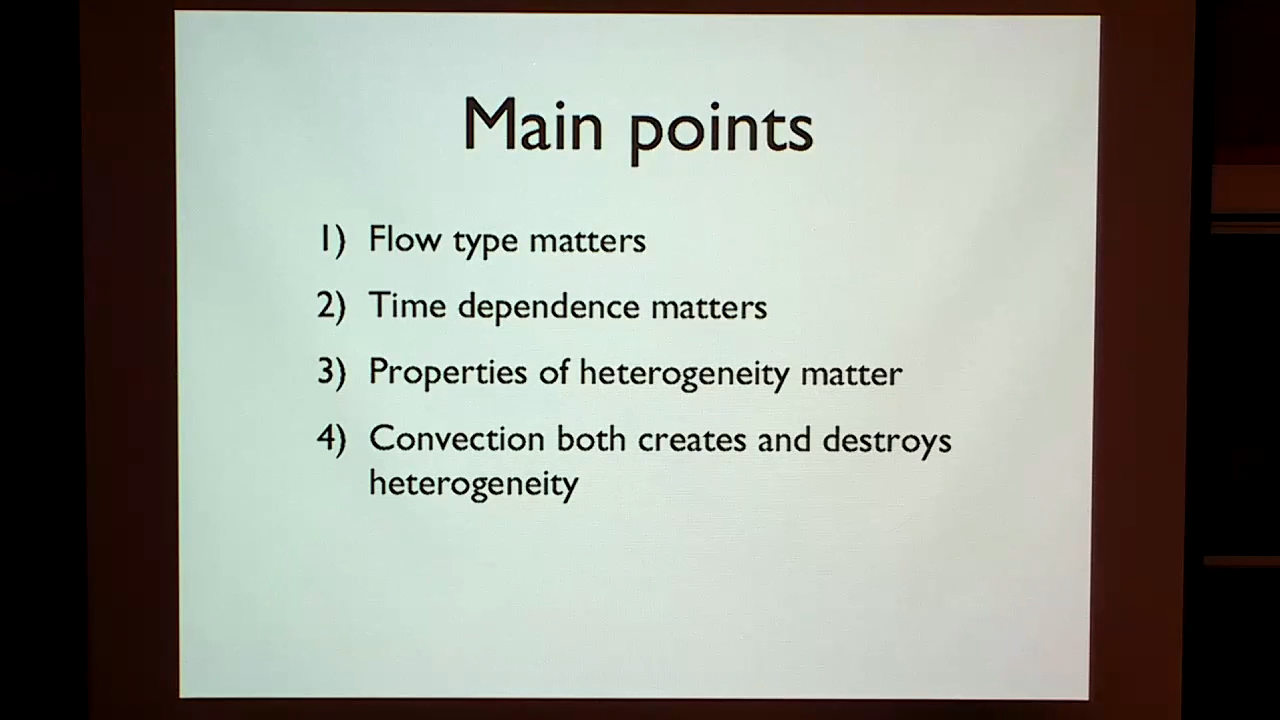 Main points
1) Flow type matters
2) Time dependence matters
3) Properties of heterogeneity matter
4) Convection both creates and destroys
heterogeneity